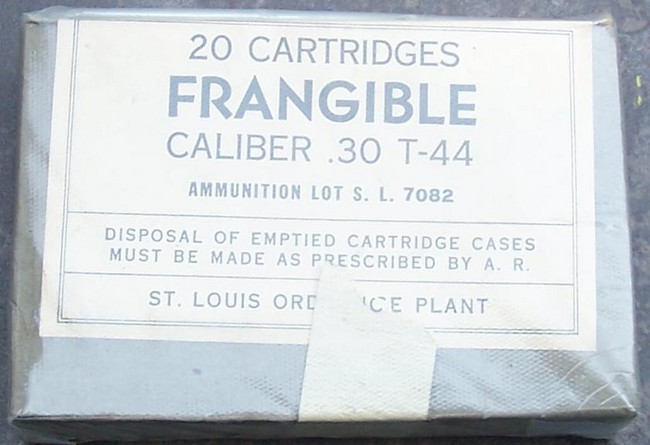 20 CARTRIDGES
FRANGIBLE
CALIBER .30 T-44
AMMUNITION LOT S. L. 7082
DISPOSAL OF EMPTIED CARTRIDGE CASES
MUST BE MADE AS PRESCRIBED BY A. R.
ST. LOUIS PLANT